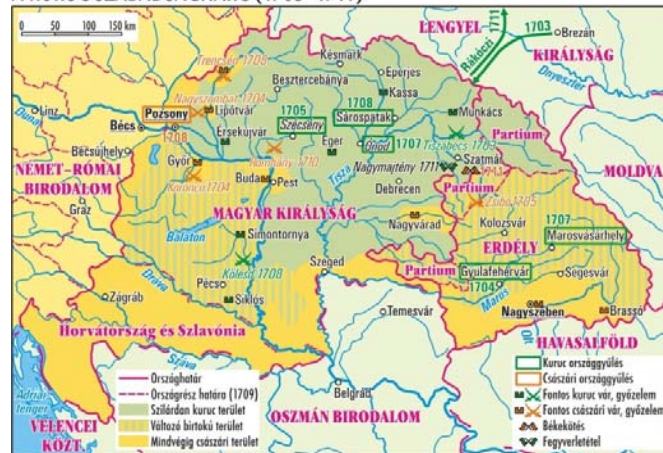 0 50 100 150 km
LENGYEL
KIRÁLYSÁG
1711
1703
Rákóczi
Brezán
Dnyeszter
Trencsén 1708
Késmárk
Eperjes
Besztercebánya
Kassa
Nagyszombat 1704
Lipótvár
1705
Szécsény
1708
Sárospatak
Munkács
Linz
Duna
Pozsony
1708
Bécs
Érsekújvár
Eger
Ónod
1707
Tiszabecs 1703
Partium
Bécsújhely
Romhány 1710
Nagymajtény 1711
Szatmár
1711
NÉMET–RÓMAI
BIRODALOM
Győr
Koroncó 1704
Buda
Pest
Tisza
Debrecen
Partium
Zsibó 1705
MOLDVA
Graz
MAGYAR KIRÁLYSÁG
Nagyvárad
Kolozsvár
1707
Marosvásárhely
Balaton
Simontornya
ERDÉLY
Kölesd 1708
Szeged
Partium
Gyulafehérvár
1704
Segesvár
Dráva
Pécs
Maros
Zágráb
Siklós
Temesvár
Nagyszeben
Brassó
Horvátország és Szlavónia
Olt
HAVASALFÖLD
Száva
Belgrád
Adriai
tenger
VELENCEI
KÖZT.
OSZMÁN BIRODALOM
Országhatár
Országrész határa (1709)
Szilárdan kuruc terület
Változó birtokú terület
Mindvégig császári terület
Kuruc országgyűlés
Császári országgyűlés
Fontos kuruc vár, győzelem
Fontos császári vár, győzelem
Békekötés
Fegyverletétel